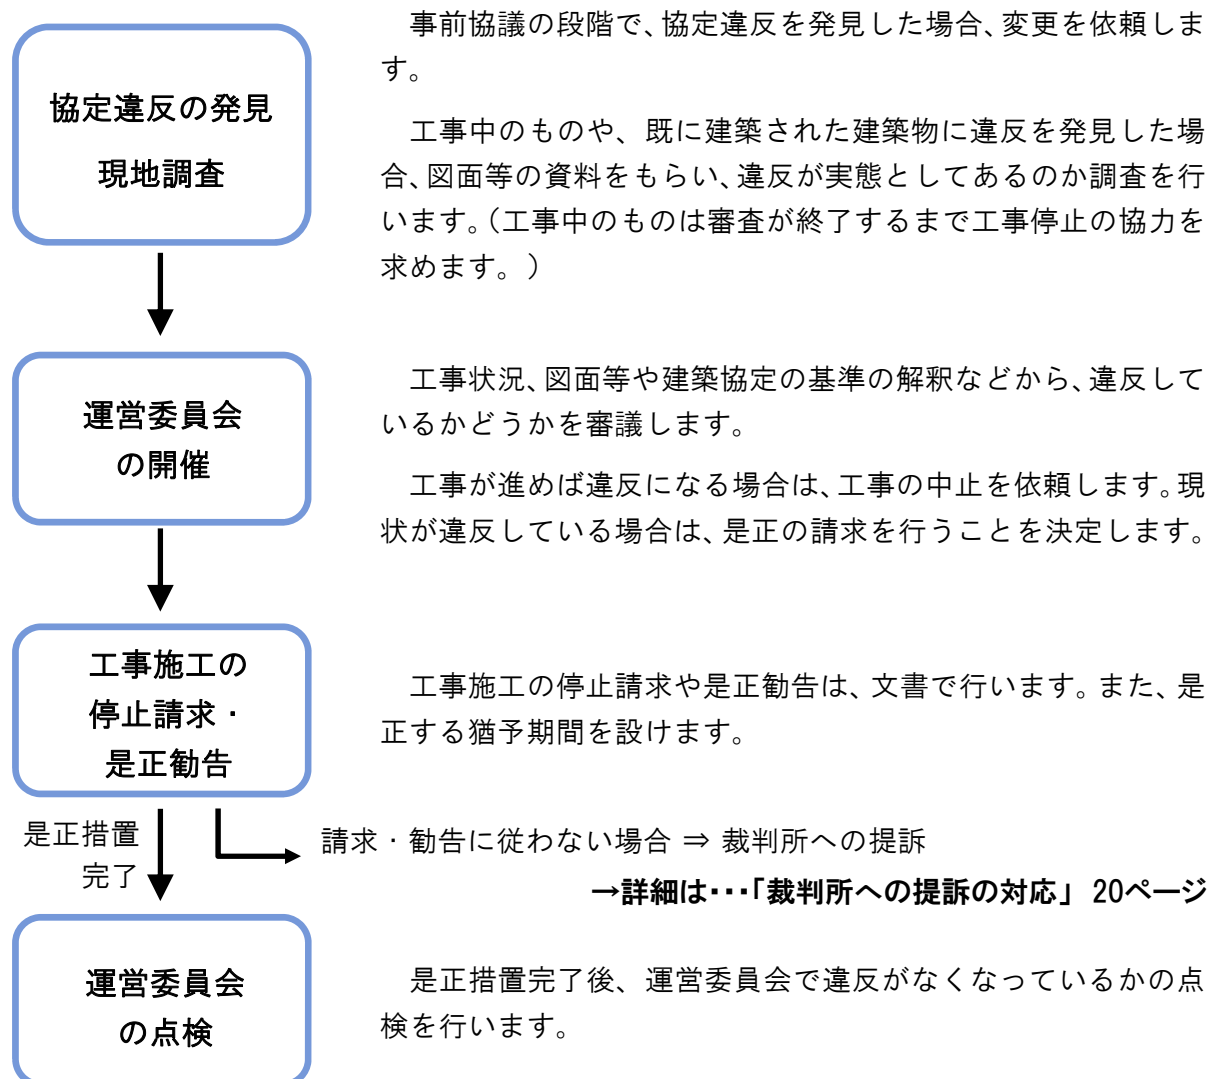 協定違反の発見
現地調査
事前協議の段階で、協定違反を発見した場合、変更を依頼しま
す。
工事中のものや、既に建築された建築物に違反を発見した場
合、図面等の資料をもらい、違反が実態としてあるのか調査を行
います。（工事中のものは審査が終了するまで工事停止の協力を
求めます。）
運営委員会
の開催
工事状況、図面等や建築協定の基準の解釈などから、違反して
いるかどうかを審議します。
工事が進めば違反になる場合は、工事の中止を依頼します。現
状が違反している場合は、是正の請求を行うことを決定します。
工事施工の
停止請求・
是正勧告
工事施工の停止請求や是正勧告は、文書で行います。また、是
正する猶予期間を設けます。
是正措置
完了
請求・勧告に従わない場合 ⇒ 裁判所への提訴
→詳細は・・・「裁判所への提訴の対応」 20ページ
運営委員会
の点検
是正措置完了後、運営委員会で違反がなくなっているかの点
検を行います。